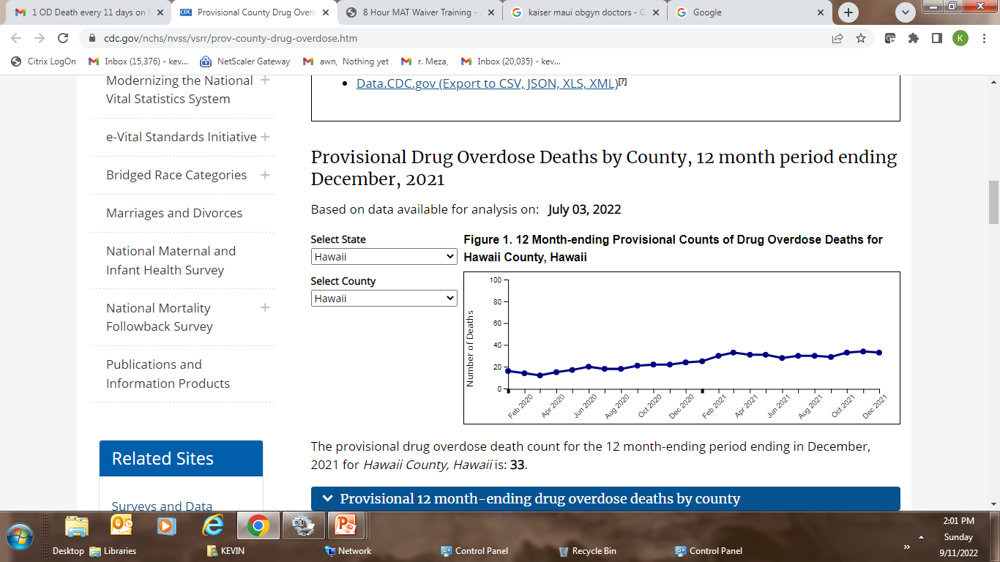 1 OD Death every 11 days on
Provisional County Drug Overd
8 Hour MAT Waiver Training -
kaiser maui obgyn doctors - G
Google
cdc.gov/nchs/nvss/vsrr/prov-county-drug-overdose.htm
K
Citrix LogOn
Inbox (15,376) - kev...
NetScaler Gateway
awn, Nothing yet
r. Meza,
Inbox (20,035) - kev...
Modernizing the National
Vital Statistics System
e-Vital Standards Initiative
Bridged Race Categories
Marriages and Divorces
National Maternal and
Infant Health Survey
National Mortality
Followback Survey
Publications and
Information Products
Related Sites
Surveys and Data
Data.CDC.gov (Export to CSV, JSON, XLS, XML)[?]
Provisional Drug Overdose Deaths by County, 12 month period ending
December, 2021
Based on data available for analysis on: July 03, 2022
Select State
Hawaii
Select County
Hawaii
Figure 1. 12 Month-ending Provisional Counts of Drug Overdose Deaths for
Hawaii County, Hawaii
Number of Deaths
100
80
60
40
20
0
Feb 2020
Apr 2020
Jun 2020
Aug 2020
Oct 2020
Dec 2020
Feb 2021
Apr 2021
Jun 2021
Aug 2021
Oct 2021
Dec 2021
The provisional drug overdose death count for the 12 month-ending period ending in December,
2021 for Hawaii County, Hawaii is: 33.
Provisional 12 month-ending drug overdose deaths by county
Desktop
Libraries
KEVIN
Network
Control Panel
Recycle Bin
Control Panel
»
2:01 PM
Sunday
9/11/2022